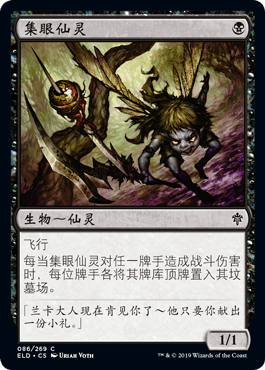 集眼仙灵
生物～仙灵
飞行
每当集眼仙灵对任一牌手造成战斗伤害
时，每位牌手各将其牌库顶牌置入其坟
墓场。
「兰卡大人现在肯见你了～他只要你献出
一份小礼。」
1/1
086/269 C
ELD • CS Uriah Voth
™ & © 2019 Wizards of the Coast